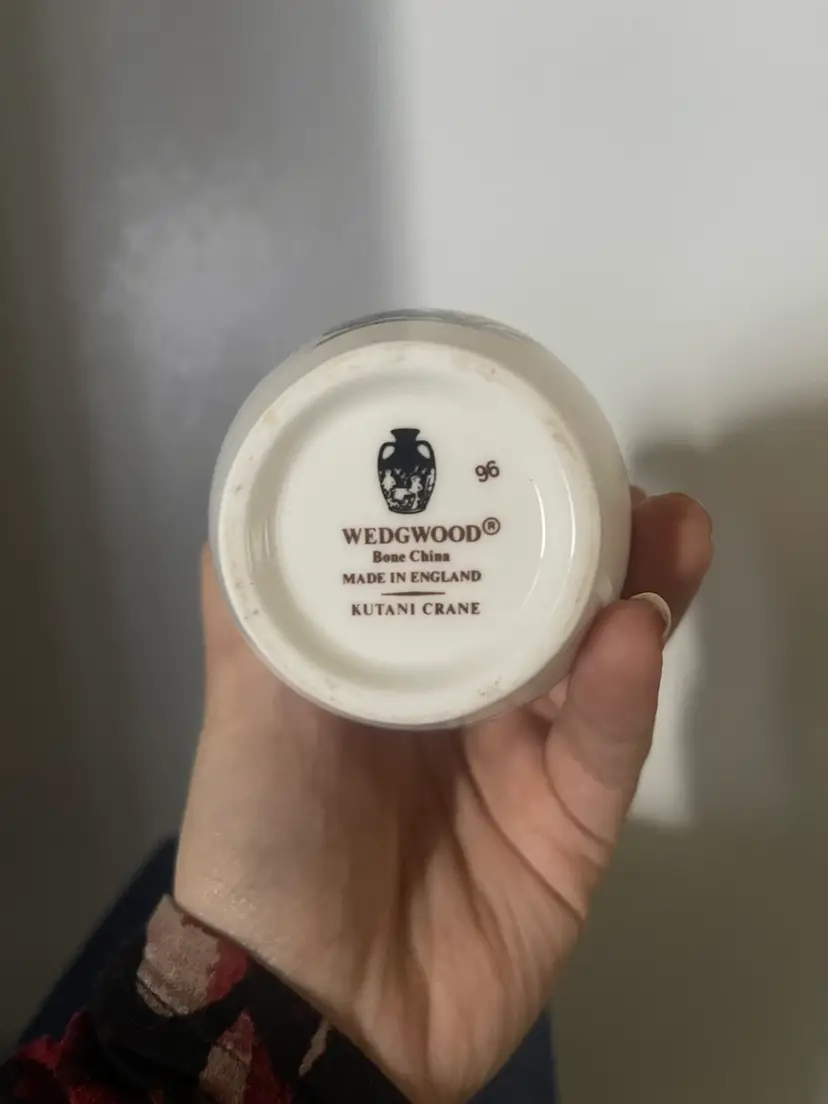 96
WEDGWOOD®
Bone China
MADE IN ENGLAND
KUTANI CRANE